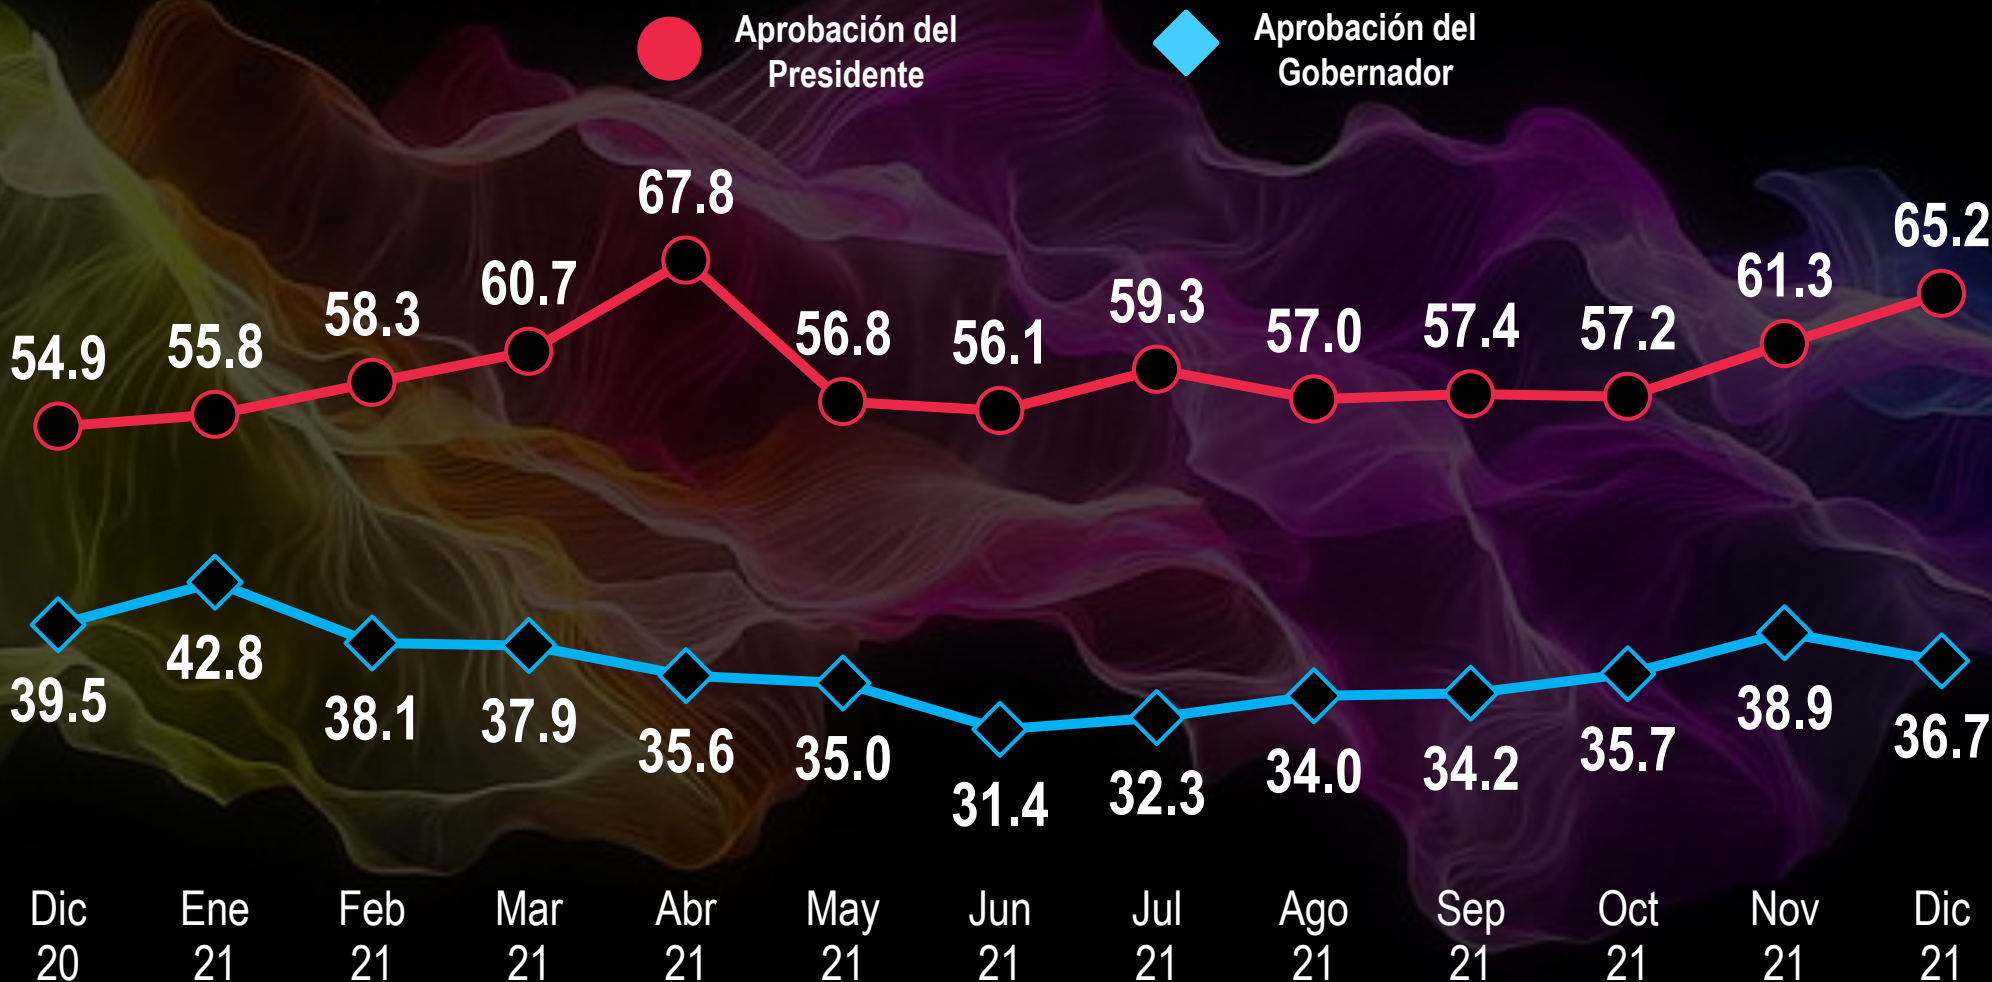 Aprobación del
Presidente
Aprobación del
Gobernador
54.9
55.8
58.3
60.7
67.8
56.8
56.1
59.3
57.0
57.4
57.2
61.3
65.2
39.5
42.8
38.1
37.9
35.6
35.0
31.4
32.3
34.0
34.2
35.7
38.9
36.7
Dic
20
Ene
21
Feb
21
Mar
21
Abr
21
May
21
Jun
21
Jul
21
Ago
21
Sep
21
Oct
21
Nov
21
Dic
21